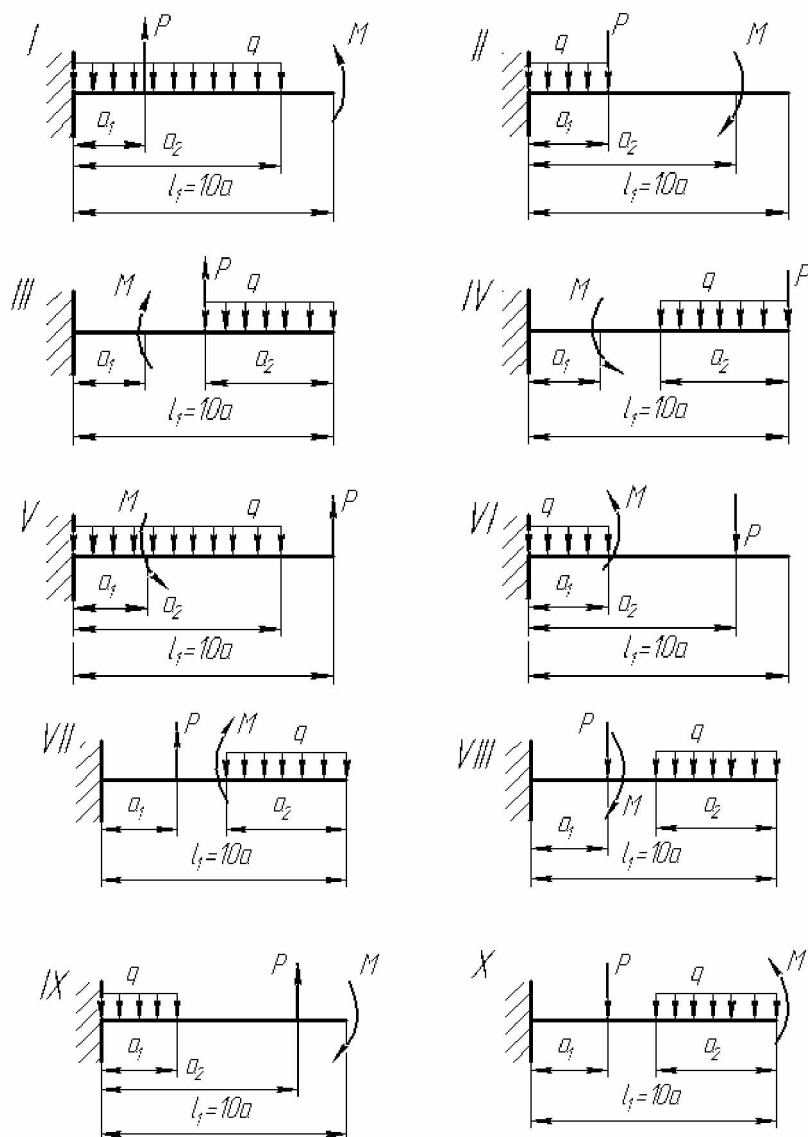 I P q M
a₁
a₂
l₁=10a
II q P M
a₁
a₂
l₁=10a
III M P q
a₁ a₂
l₁=10a
IV M q P
a₁ a₂
l₁=10a
V M q P
a₁
a₂
l₁=10a
VI q M
P
a₁
a₂
l₁=10a
VII P M q
a₁ a₂
l₁=10a
VIII P q
M
a₁ a₂
l₁=10a
IX q P M
a₁
a₂
l₁=10a
X P q M
a₁ a₂
l₁=10a